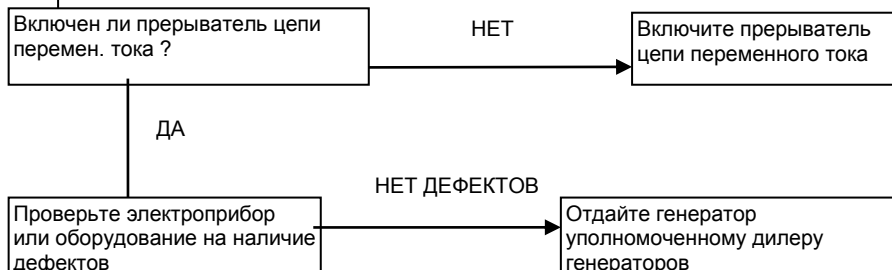 Включен ли прерыватель цепи
перемен. тока ?
НЕТ
Включите прерыватель
цепи переменного тока
ДА
Проверьте электроприбор
или оборудование на наличие
дефектов
НЕТ ДЕФЕКТОВ
Отдайте генератор
уполномоченному дилеру
генераторов